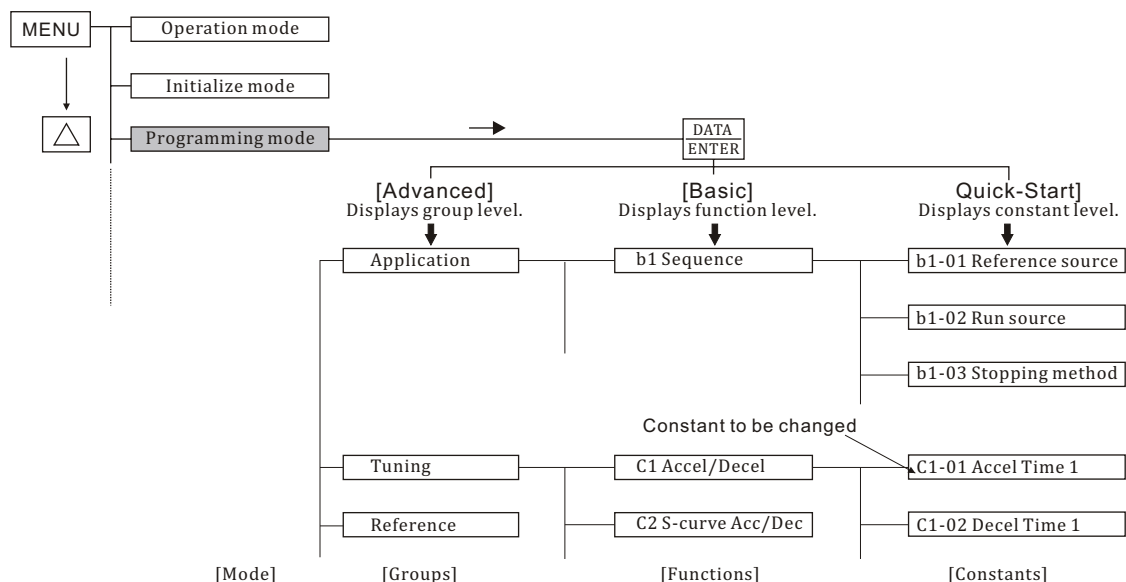 MENU
Operation mode
Initialize mode
Programming mode
DATA
ENTER
[Advanced]
Displays group level.
[Basic]
Displays function level.
Quick-Start]
Displays constant level.
Application
b1 Sequence
b1-01 Reference source
b1-02 Run source
b1-03 Stopping method
Constant to be changed
Tuning
C1 Accel/Decel
C1-01 Accel Time 1
Reference
C2 S-curve Acc/Dec
C1-02 Decel Time 1
[Mode]
[Groups]
[Functions]
[Constants]